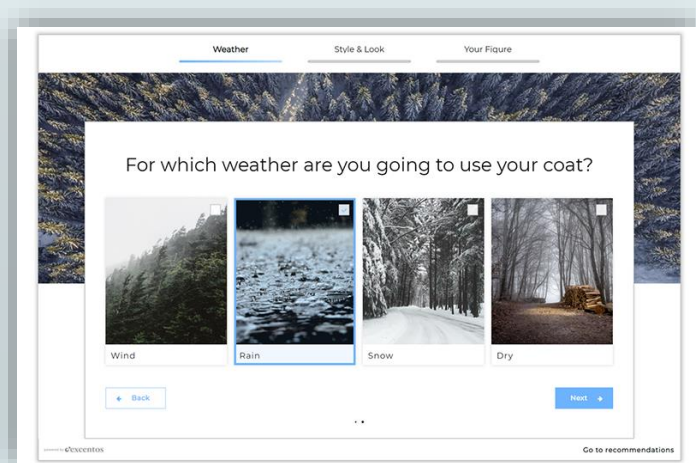 Weather Style & Look Your Figure
For which weather are you going to use your coat?
Wind Rain Snow Dry
← Back Next →
excentos Go to recommendations